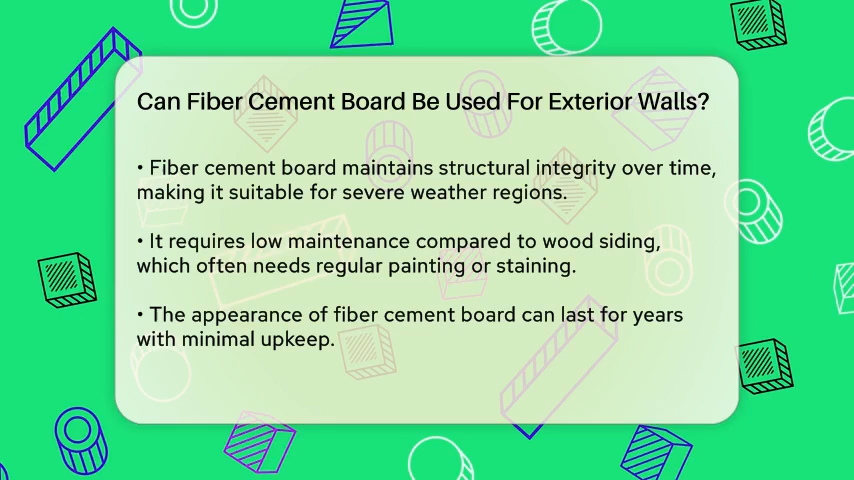 Can Fiber Cement Board Be Used For Exterior Walls?
• Fiber cement board maintains structural integrity over time,
making it suitable for severe weather regions.
• It requires low maintenance compared to wood siding,
which often needs regular painting or staining.
• The appearance of fiber cement board can last for years
with minimal upkeep.